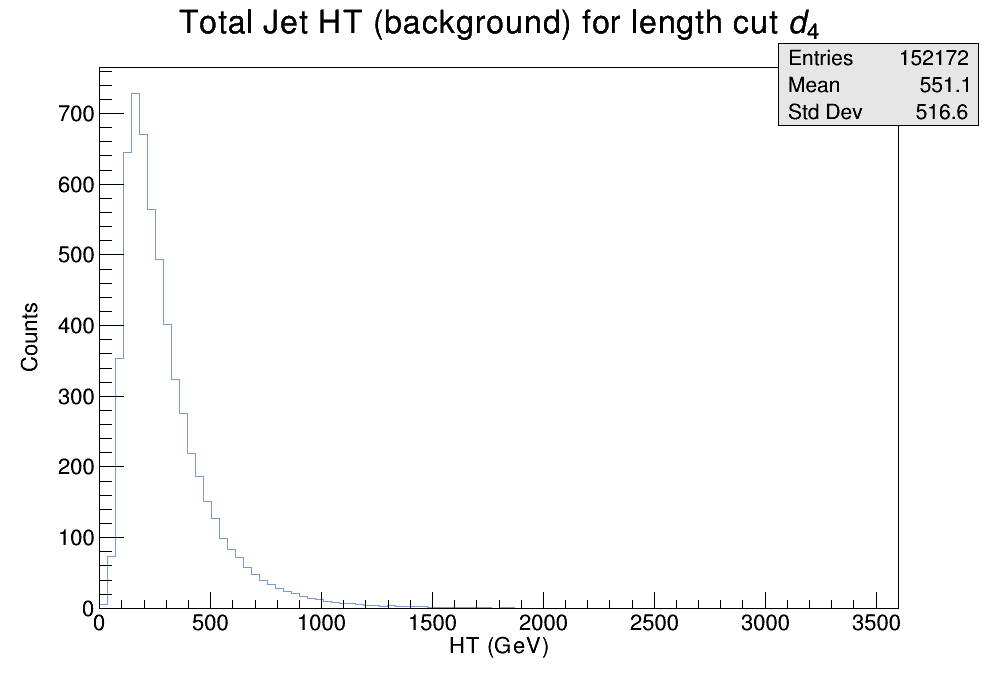 Total Jet HT (background) for length cut d4
Entries 152172
Mean 551.1
Std Dev 516.6
700
600
500
400
300
200
100
0
Counts
0 500 1000 1500 2000 2500 3000 3500
HT (GeV)